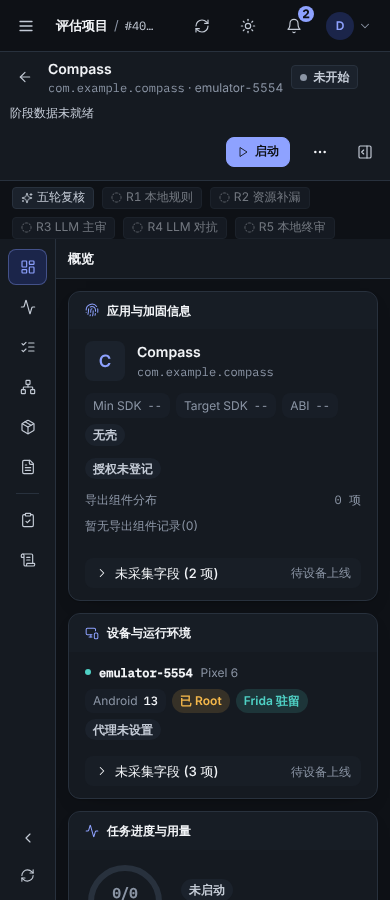 评估项目 / #40…
2
D
Compass
com.example.compass · emulator-5554
未开始
阶段数据未就绪
启动
五轮复核
R1 本地规则
R2 资源补漏
R3 LLM 主审
R4 LLM 对抗
R5 本地终审
概览
应用与加固信息
C
Compass
com.example.compass
Min SDK --
Target SDK --
ABI --
无壳
授权未登记
导出组件分布
0 项
暂无导出组件记录(0)
未采集字段 (2 项)
待设备上线
设备与运行环境
emulator-5554 Pixel 6
Android 13
已 Root
Frida 驻留
代理未设置
未采集字段 (3 项)
待设备上线
任务进度与用量
0/0
未启动